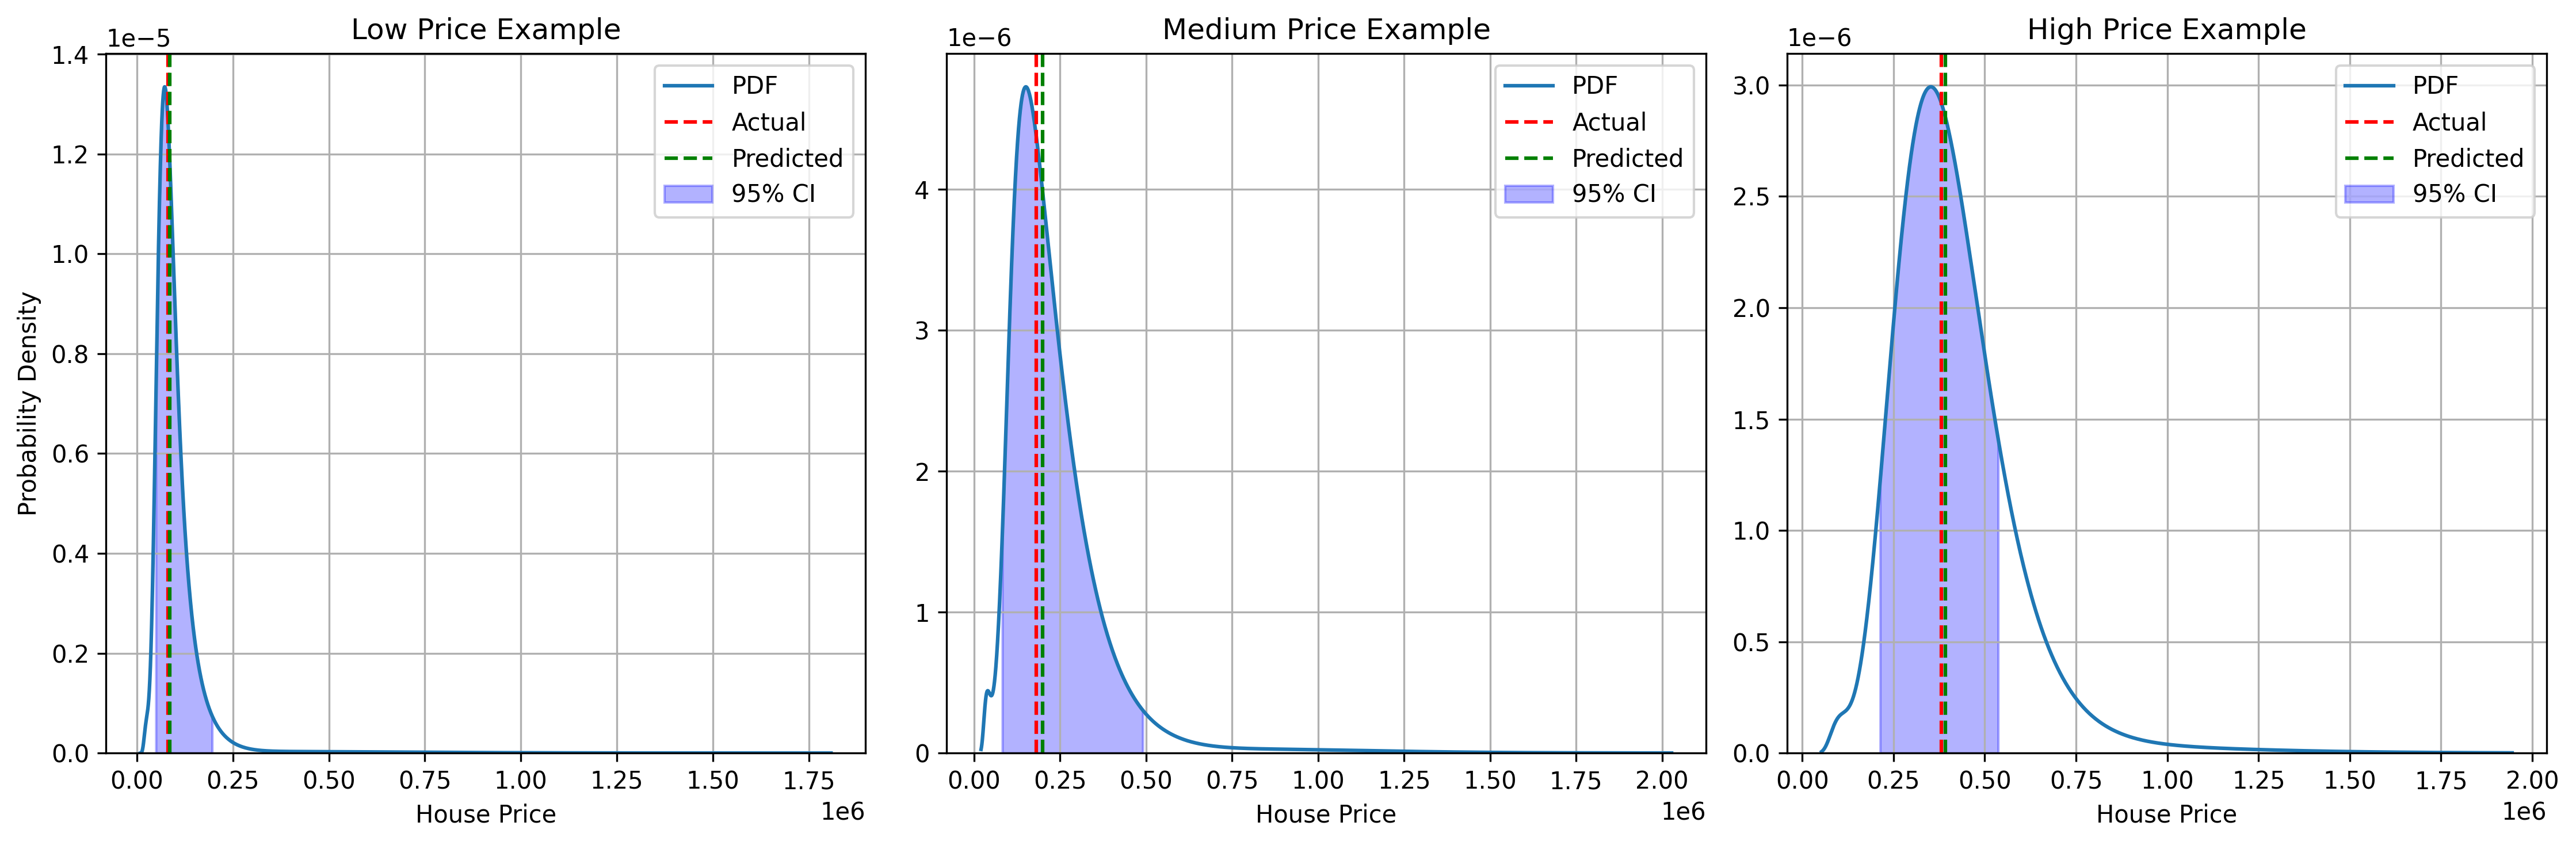 Low Price Example
1e−5
1.4
1.2
1.0
0.8
0.6
0.4
0.2
0.0
Probability Density
PDF
Actual
Predicted
95% CI
0.00 0.25 0.50 0.75 1.00 1.25 1.50 1.75
1e6
House Price
Medium Price Example
1e−6
4
3
2
1
0
PDF
Actual
Predicted
95% CI
0.00 0.25 0.50 0.75 1.00 1.25 1.50 1.75 2.00
1e6
House Price
High Price Example
1e−6
3.0
2.5
2.0
1.5
1.0
0.5
0.0
PDF
Actual
Predicted
95% CI
0.00 0.25 0.50 0.75 1.00 1.25 1.50 1.75 2.00
1e6
House Price